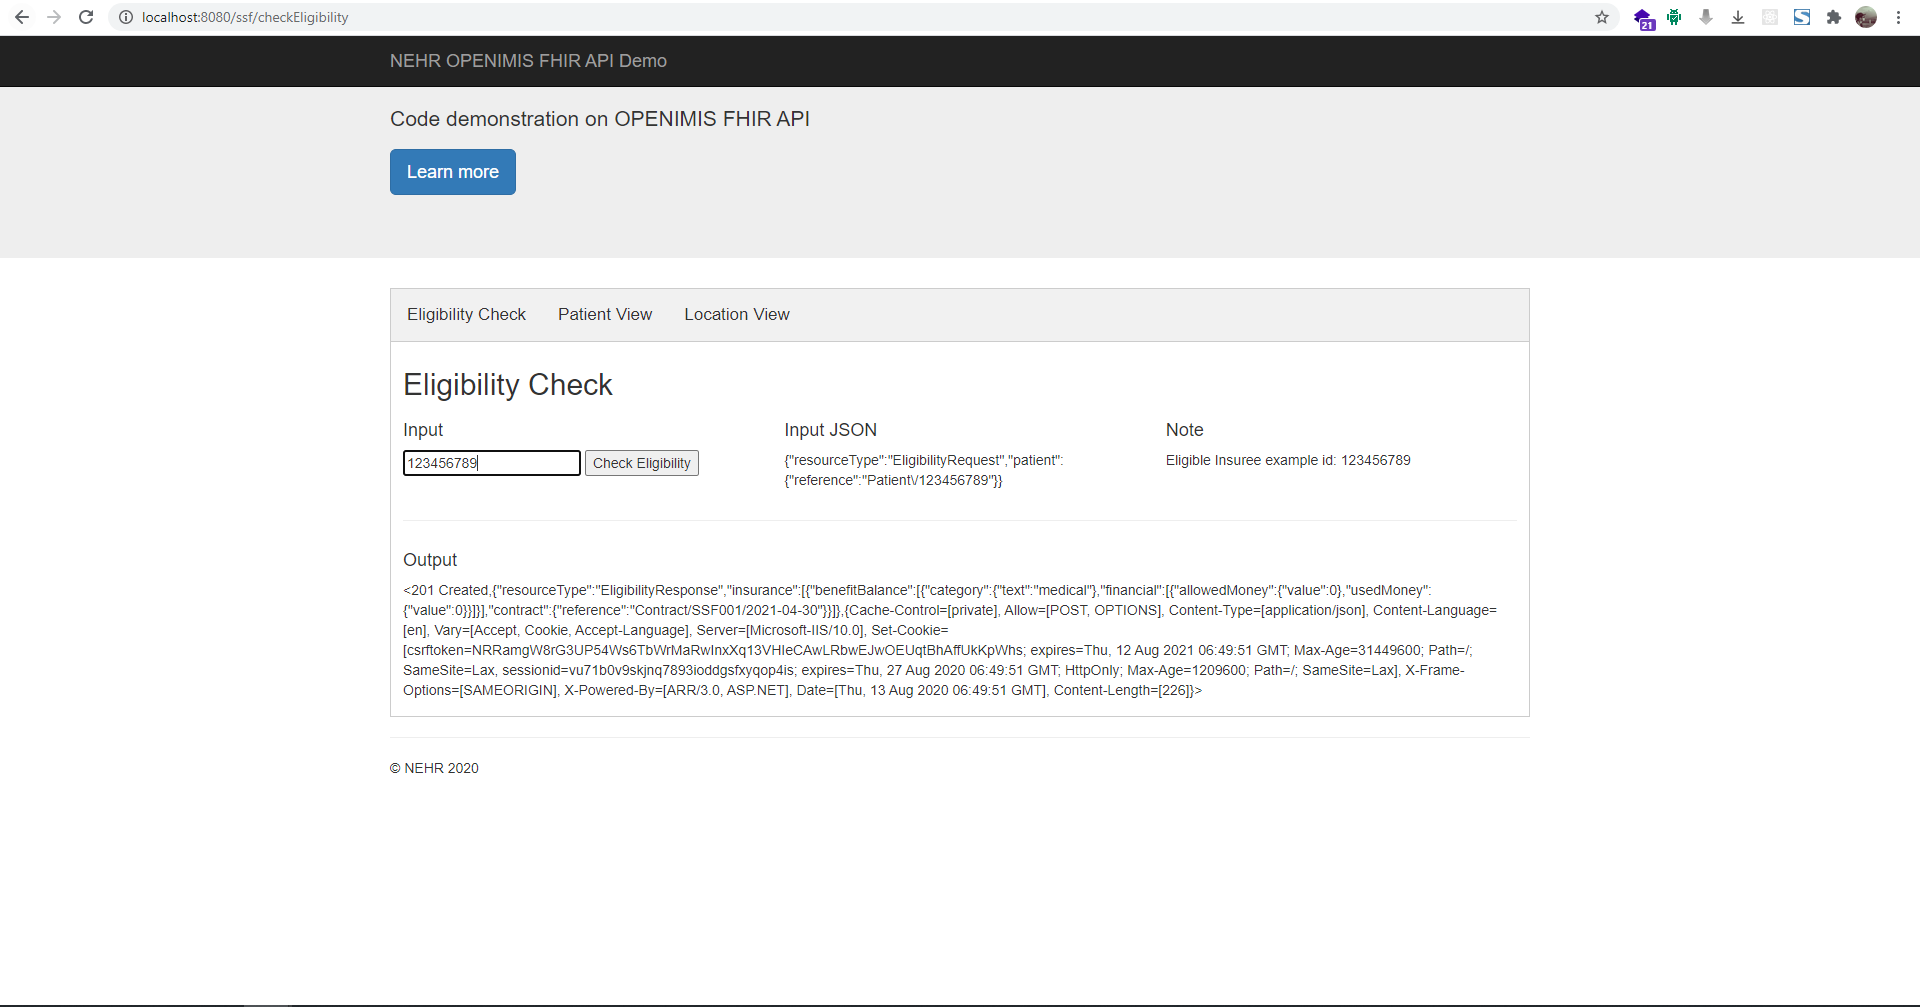 localhost:8080/ssf/checkEligibility
21
NEHR OPENIMIS FHIR API Demo
Code demonstration on OPENIMIS FHIR API
Learn more
Eligibility Check Patient View Location View
Eligibility Check
Input
123456789 Check Eligibility
Input JSON
{"resourceType":"EligibilityRequest","patient":
{"reference":"Patient\/123456789"}}
Note
Eligible Insuree example id: 123456789
Output
<201 Created,{"resourceType":"EligibilityResponse","insurance":[{"benefitBalance":[{"category":{"text":"medical"},"financial":[{"allowedMoney":{"value":0},"usedMoney":
{"value":0}}]}],"contract":{"reference":"Contract/SSF001/2021-04-30"}}]},{Cache-Control=[private], Allow=[POST, OPTIONS], Content-Type=[application/json], Content-Language=
[en], Vary=[Accept, Cookie, Accept-Language], Server=[Microsoft-IIS/10.0], Set-Cookie=
[csrftoken=NRRamgW8rG3UP54Ws6TbWrMaRwInxXq13VHIeCAwLRbwEJwOEUqtBhAffUkKpWhs; expires=Thu, 12 Aug 2021 06:49:51 GMT; Max-Age=31449600; Path=/;
SameSite=Lax, sessionid=vu71b0v9skjnq7893ioddgsfxyqop4is; expires=Thu, 27 Aug 2020 06:49:51 GMT; HttpOnly; Max-Age=1209600; Path=/; SameSite=Lax], X-Frame-
Options=[SAMEORIGIN], X-Powered-By=[ARR/3.0, ASP.NET], Date=[Thu, 13 Aug 2020 06:49:51 GMT], Content-Length=[226]}>
© NEHR 2020